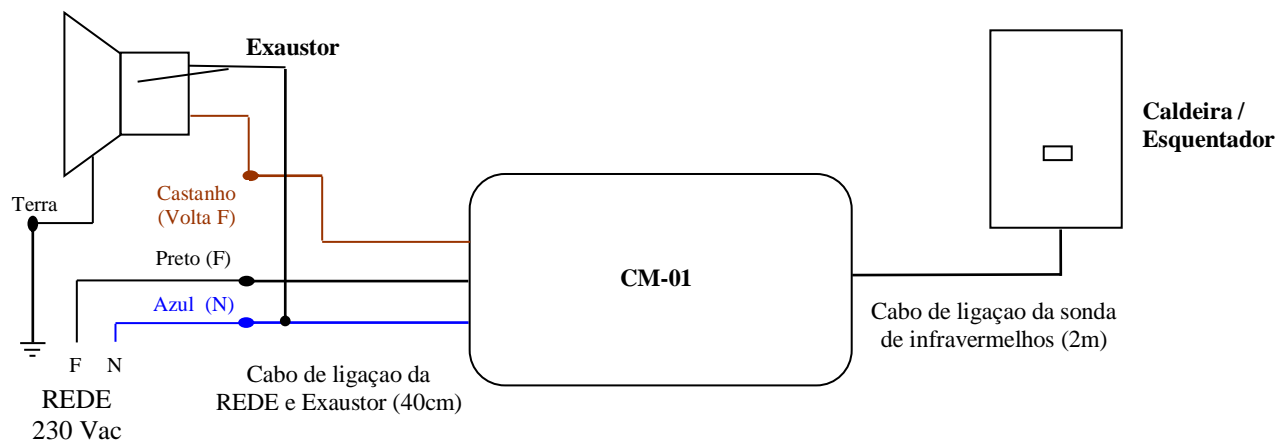 Exaustor
Caldeira /
Esquentador
Castanho
(Volta F)
Terra
Preto (F)
CM-01
Azul (N)
Cabo de ligaçao da sonda
de infravermelhos (2m)
F N
Cabo de ligaçao da
REDE e Exaustor (40cm)
REDE
230 Vac